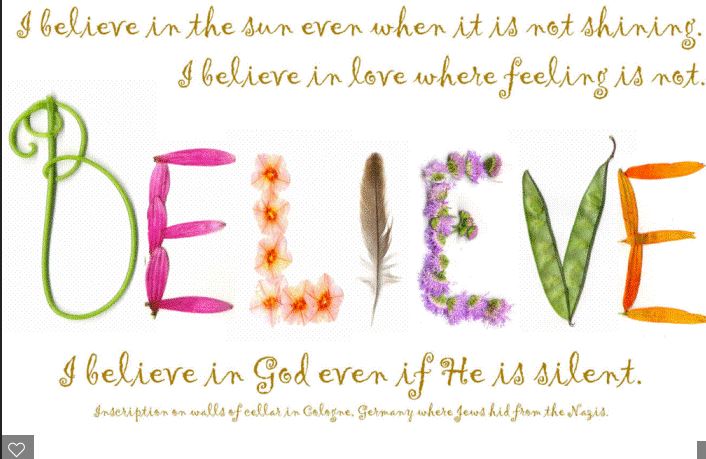 I believe in the sun even when it is not shining.
I believe in love where feeling is not.
BELIEVE
I believe in God even if He is silent.
Inscription on walls of cellar in Cologne, Germany where Jews hid from the Nazis.